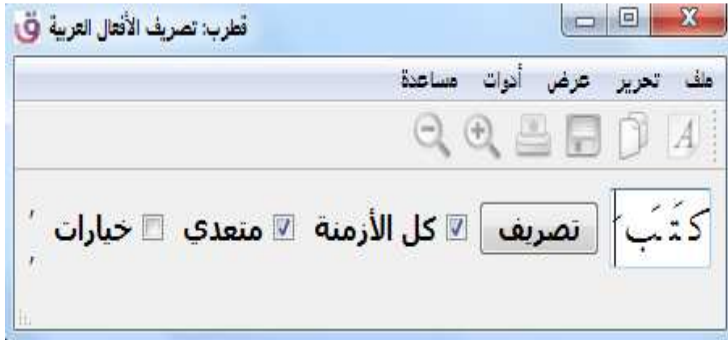 قطرب: تصريف الأفعال العربية
ملف تحرير عرض أدوات مساعدة
كَتَبَ تصريف كل الأزمنة متعدي خيارات